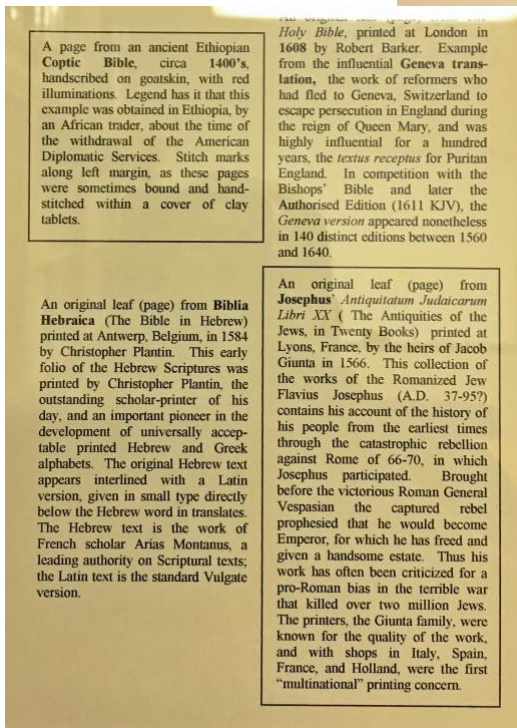 A page from an ancient Ethiopian
Coptic Bible, circa 1400's,
handscribed on goatskin, with red
illuminations. Legend has it that this
example was obtained in Ethiopia, by
an African trader, about the time of
the withdrawal of the American
Diplomatic Services. Stitch marks
along left margin, as these pages
were sometimes bound and hand-
stitched within a cover of clay
tablets.
An original leaf (page) from Biblia
Hebraica (The Bible in Hebrew)
printed at Antwerp, Belgium, in 1584
by Christopher Plantin. This early
folio of the Hebrew Scriptures was
printed by Christopher Plantin, the
outstanding scholar-printer of his
day, and an important pioneer in the
development of universally accep-
table printed Hebrew and Greek
alphabets. The original Hebrew text
appears interlined with a Latin
version, given in small type directly
below the Hebrew word in translates.
The Hebrew text is the work of
French scholar Arias Montanus, a
leading authority on Scriptural texts;
the Latin text is the standard Vulgate
version.
Holy Bible, printed at London in
1608 by Robert Barker. Example
from the influential Geneva trans-
lation, the work of reformers who
had fled to Geneva, Switzerland to
escape persecution in England during
the reign of Queen Mary, and was
highly influential for a hundred
years, the textus receptus for Puritan
England. In competition with the
Bishops' Bible and later the
Authorised Edition (1611 KJV), the
Geneva version appeared nonetheless
in 140 distinct editions between 1560
and 1640.
An original leaf (page) from
Josephus' Antiquitatum Judaicarum
Libri XX ( The Antiquities of the
Jews, in Twenty Books) printed at
Lyons, France, by the heirs of Jacob
Giunta in 1566. This collection of
the works of the Romanized Jew
Flavius Josephus (A.D. 37-95?)
contains his account of the history of
his people from the earliest times
through the catastrophic rebellion
against Rome of 66-70, in which
Josephus participated. Brought
before the victorious Roman General
Vespasian the captured rebel
prophesied that he would become
Emperor, for which he has freed and
given a handsome estate. Thus his
work has often been criticized for a
pro-Roman bias in the terrible war
that killed over two million Jews.
The printers, the Giunta family, were
known for the quality of the work,
and with shops in Italy, Spain,
France, and Holland, were the first
"multinational" printing concern.